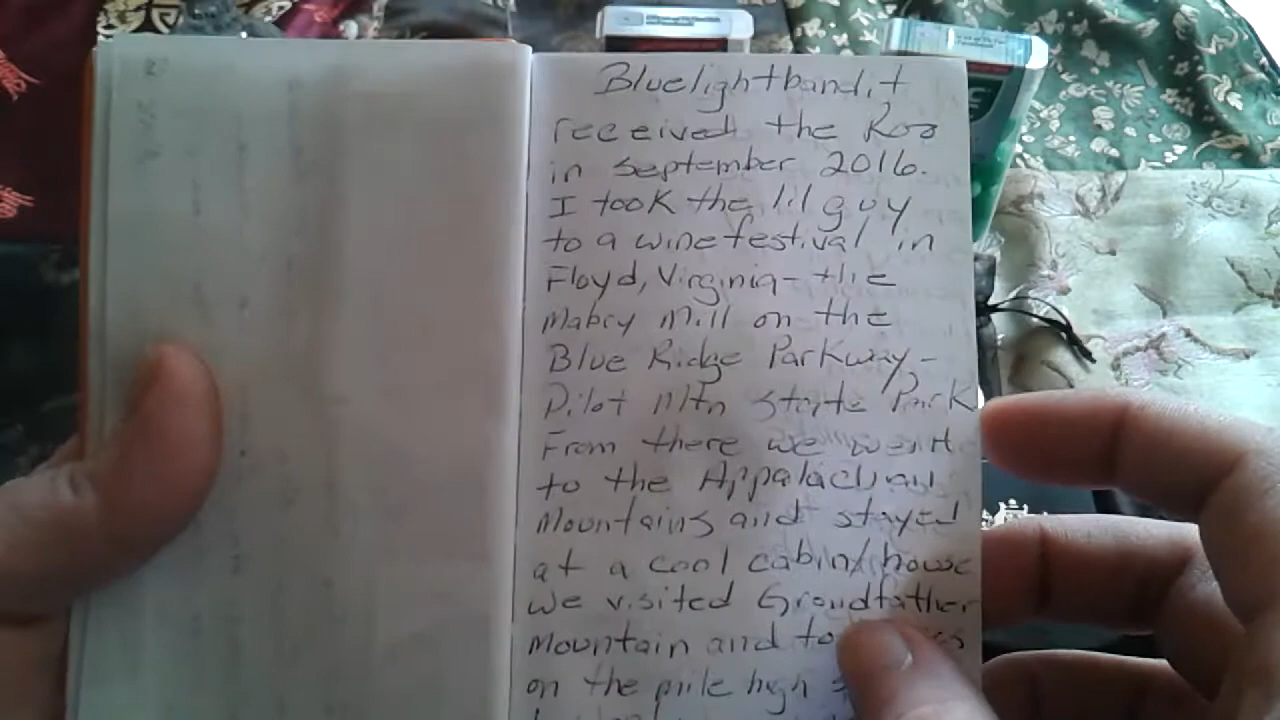 Bluelightbandit
received the Roo
in September 2016.
I took the lil guy
to a wine festival in
Floyd, Virginia - the
Mabry Mill on the
Blue Ridge Parkway -
Pilot Mtn State Park
From there we went
to the Appalachian
Mountains and stayed
at a cool cabin/house
We visited Grandfather
Mountain and
on the mile high